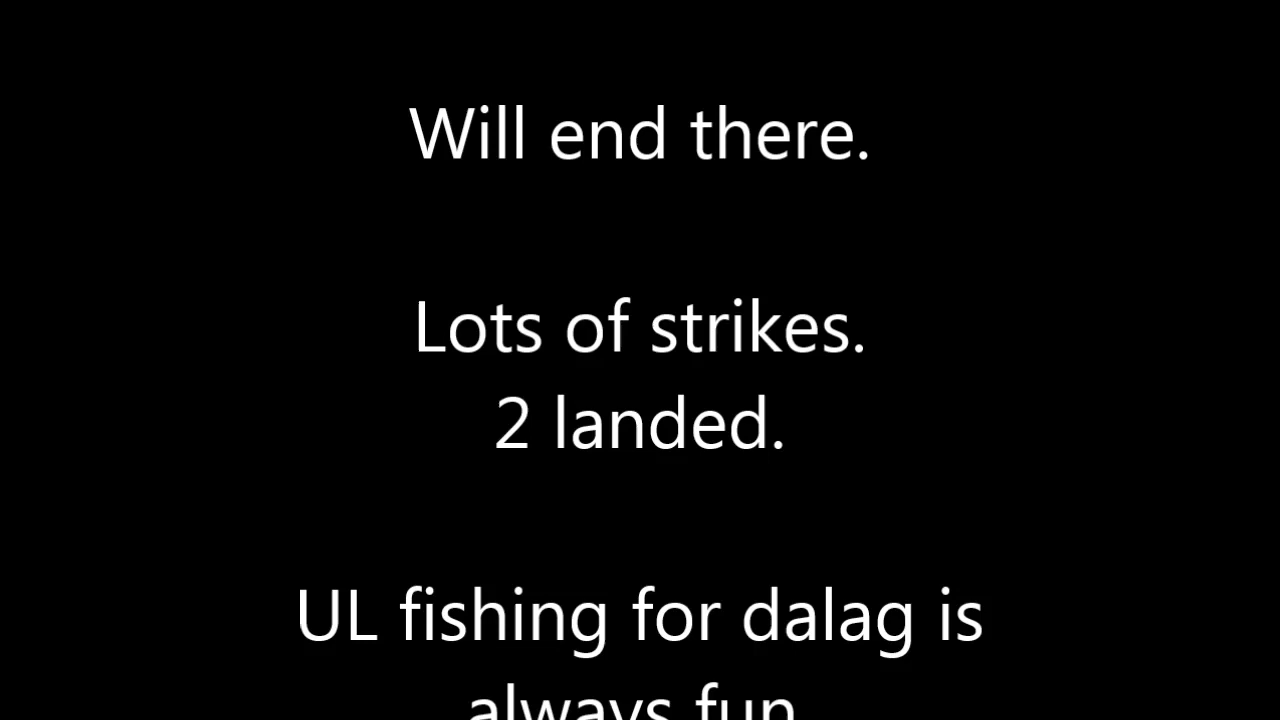 Will end there.
Lots of strikes.
2 landed.
UL fishing for dalag is
always fun